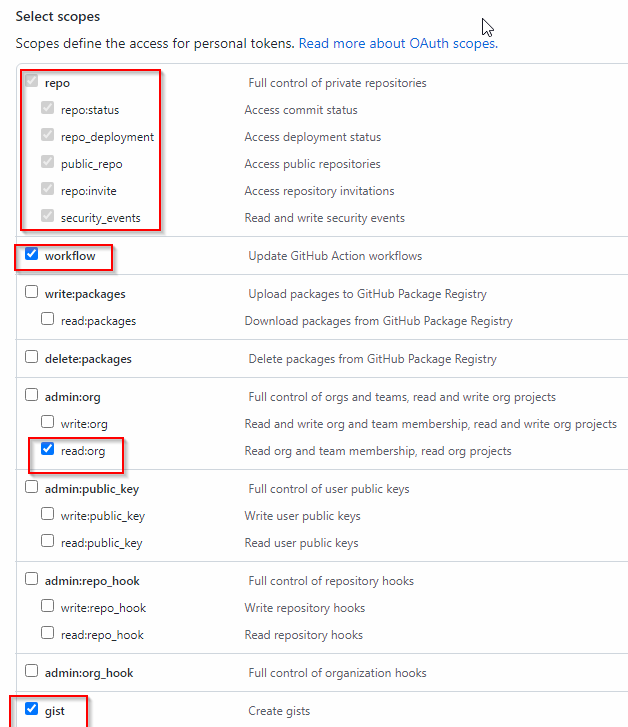 Select scopes
Scopes define the access for personal tokens. Read more about OAuth scopes.
repo Full control of private repositories
repo:status Access commit status
repo_deployment Access deployment status
public_repo Access public repositories
repo:invite Access repository invitations
security_events Read and write security events
workflow Update GitHub Action workflows
write:packages Upload packages to GitHub Package Registry
read:packages Download packages from GitHub Package Registry
delete:packages Delete packages from GitHub Package Registry
admin:org Full control of orgs and teams, read and write org projects
write:org Read and write org and team membership, read and write org projects
read:org Read org and team membership, read org projects
admin:public_key Full control of user public keys
write:public_key Write user public keys
read:public_key Read user public keys
admin:repo_hook Full control of repository hooks
write:repo_hook Write repository hooks
read:repo_hook Read repository hooks
admin:org_hook Full control of organization hooks
gist Create gists